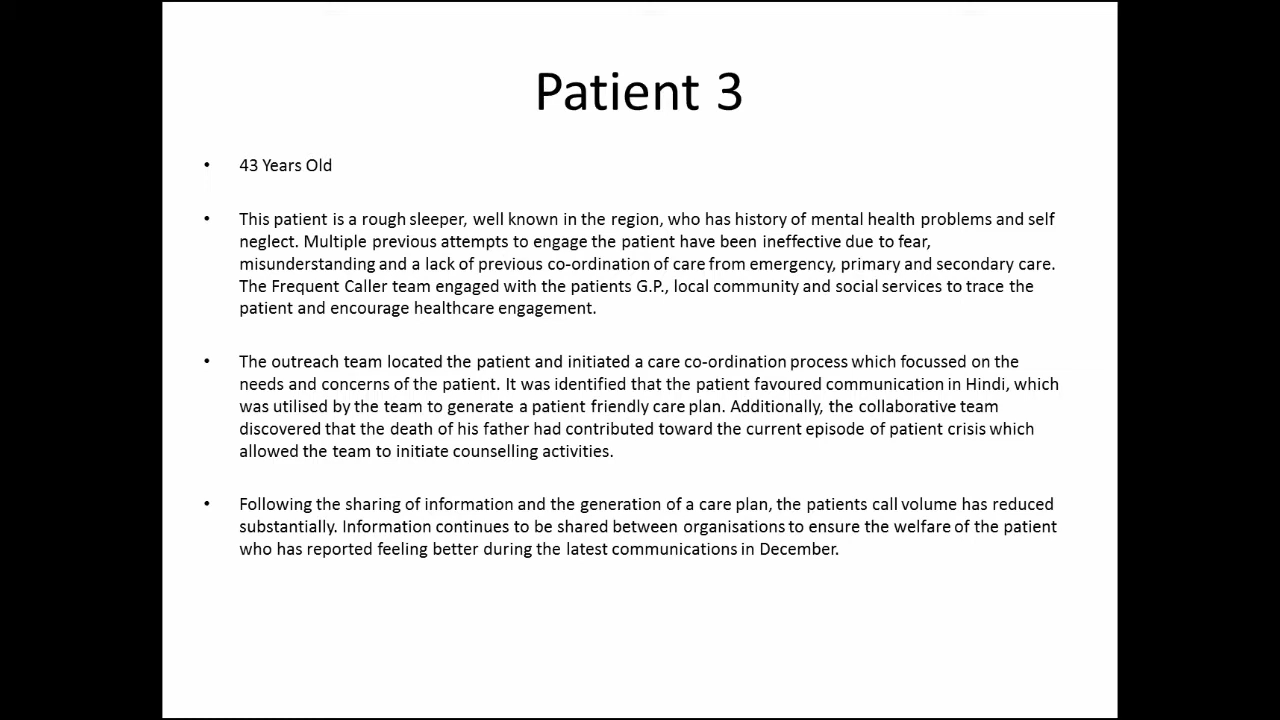 Patient 3
• 43 Years Old
• This patient is a rough sleeper, well known in the region, who has history of mental health problems and self
neglect. Multiple previous attempts to engage the patient have been ineffective due to fear,
misunderstanding and a lack of previous co-ordination of care from emergency, primary and secondary care.
The Frequent Caller team engaged with the patients G.P., local community and social services to trace the
patient and encourage healthcare engagement.
• The outreach team located the patient and initiated a care co-ordination process which focussed on the
needs and concerns of the patient. It was identified that the patient favoured communication in Hindi, which
was utilised by the team to generate a patient friendly care plan. Additionally, the collaborative team
discovered that the death of his father had contributed toward the current episode of patient crisis which
allowed the team to initiate counselling activities.
• Following the sharing of information and the generation of a care plan, the patients call volume has reduced
substantially. Information continues to be shared between organisations to ensure the welfare of the patient
who has reported feeling better during the latest communications in December.